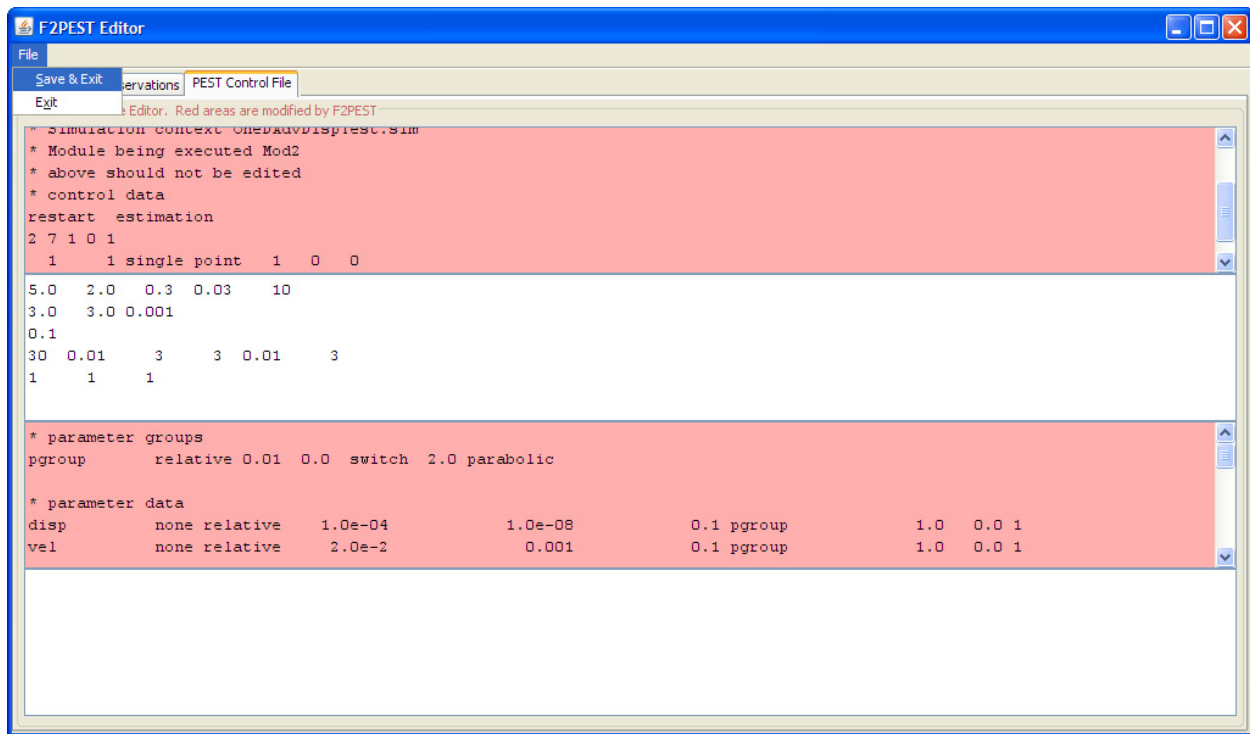 F2PEST Editor
File
Save & Exit
Exit
ervations PEST Control File
e Editor. Red areas are modified by F2PEST
* Simulation context OneDAdvDispTest.sim
* Module being executed Mod2
* above should not be edited
* control data
restart estimation
2 7 1 0 1
1 1 single point 1 0 0
5.0 2.0 0.3 0.03 10
3.0 3.0 0.001
0.1
30 0.01 3 3 0.01 3
1 1 1
* parameter groups
pgroup relative 0.01 0.0 switch 2.0 parabolic
* parameter data
disp none relative 1.0e-04 1.0e-08 0.1 pgroup 1.0 0.0 1
vel none relative 2.0e-2 0.001 0.1 pgroup 1.0 0.0 1